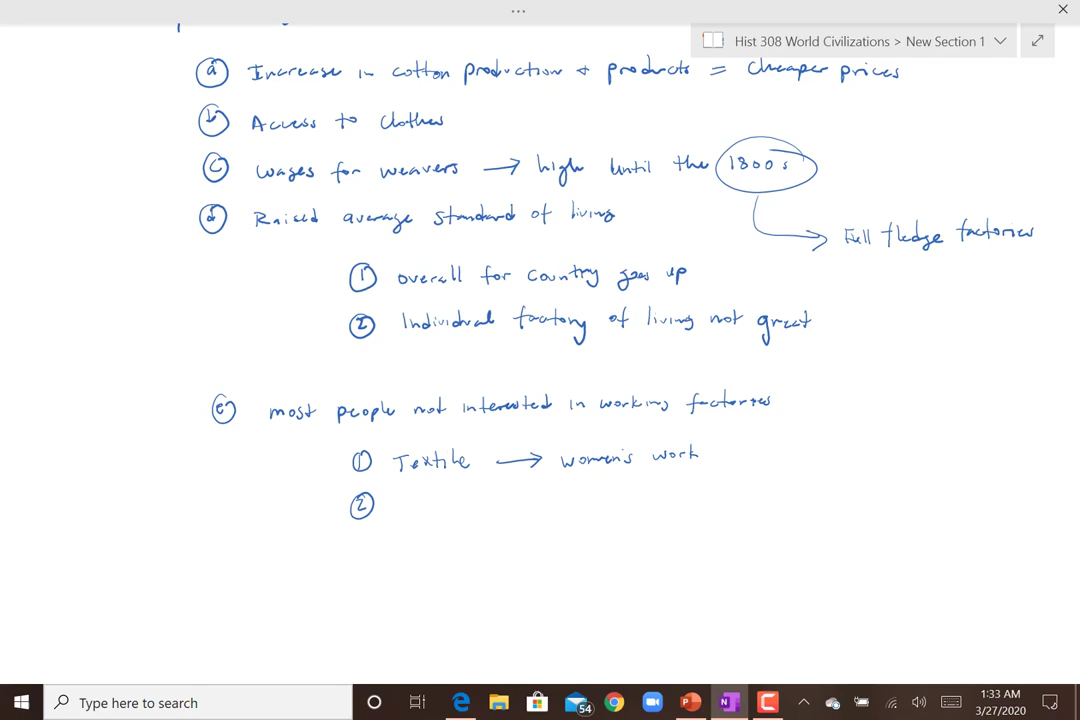 Hist 308 World Civilizations > New Section 1
a Increase in cotton production + products = cheaper prices
b Access to clothes
c wages for weavers → high until the 1800s
d Raised average standard of living
Full fledge factories
1 overall for country goes up
2 Individual factory of living not great
e most people not interested in working factories
1 Textile → women's work
2
Type here to search
54
1:33 AM
3/27/2020